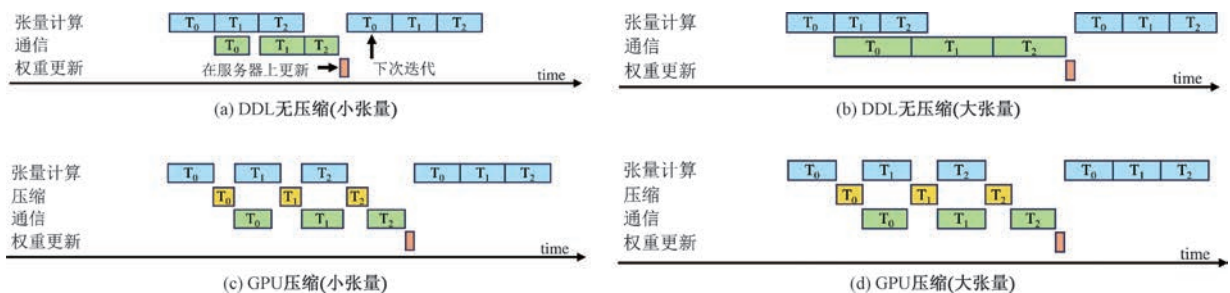 张量计算 T₀ T₁ T₂ T₀ T₁ T₂
通信 T₀ T₁ T₂
权重更新 在服务器上更新 下次迭代 time
(a) DDL无压缩(小张量)
张量计算 T₀ T₁ T₂ T₀ T₁ T₂
通信 T₀ T₁ T₂
权重更新 time
(b) DDL无压缩(大张量)
张量计算 T₀ T₁ T₂ T₀ T₁ T₂
压缩 T₀ T₁ T₂
通信 T₀ T₁ T₂
权重更新 time
(c) GPU压缩(小张量)
张量计算 T₀ T₁ T₂ T₀ T₁ T₂
压缩 T₀ T₁ T₂
通信 T₀ T₁ T₂
权重更新 time
(d) GPU压缩(大张量)